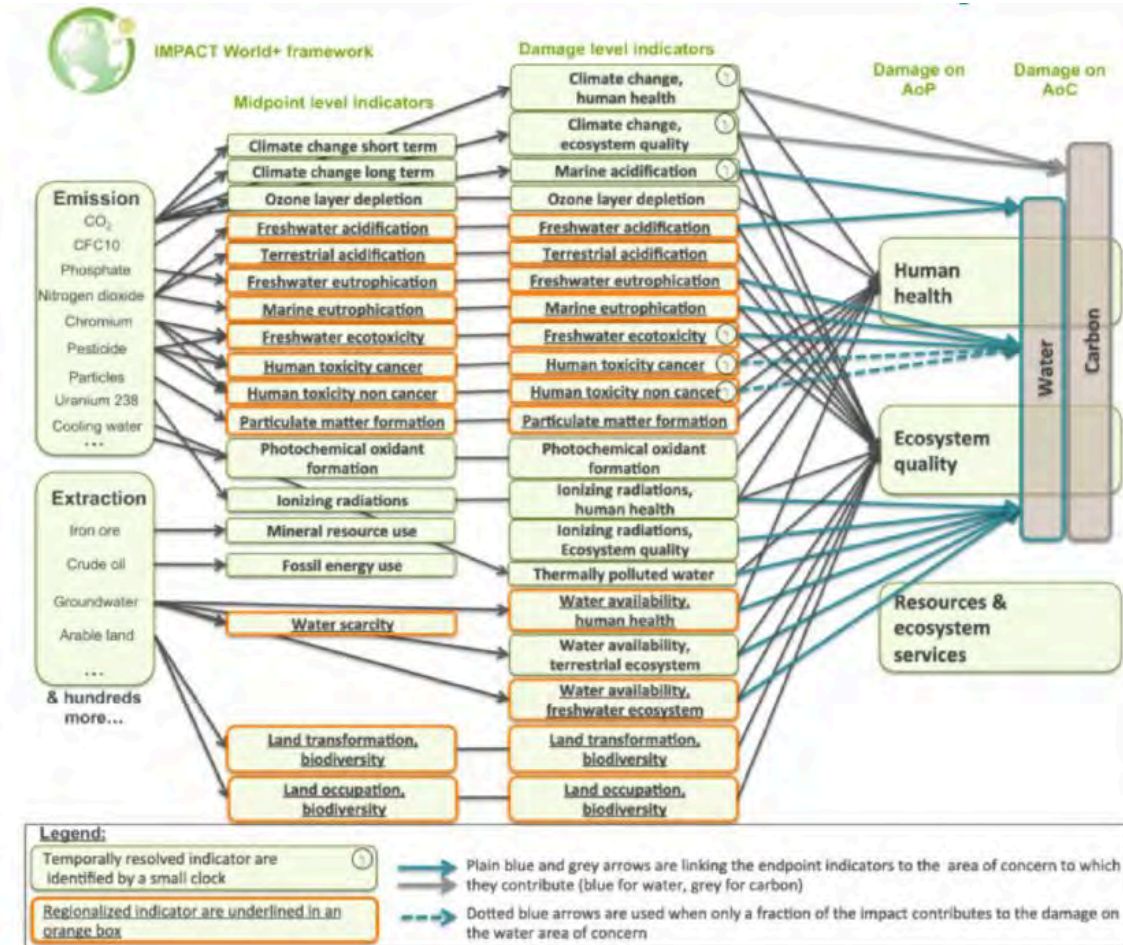 IMPACT World+ framework
Damage level indicators
Midpoint level indicators
Damage on
AoP
Damage on
AoC
Emission
CO₂
CFC10
Phosphate
Nitrogen dioxide
Chromium
Pesticide
Particles
Uranium 238
Cooling water
...
Extraction
Iron ore
Crude oil
Groundwater
Arable land
...
& hundreds
more...
Climate change short term
Climate change long term
Ozone layer depletion
Freshwater acidification
Terrestrial acidification
Freshwater eutrophication
Marine eutrophication
Freshwater ecotoxicity
Human toxicity cancer
Human toxicity non cancer
Particulate matter formation
Photochemical oxidant
formation
Ionizing radiations
Mineral resource use
Fossil energy use
Water scarcity
Land transformation,
biodiversity
Land occupation,
biodiversity
Climate change,
human health
Climate change,
ecosystem quality
Marine acidification
Ozone layer depletion
Freshwater acidification
Terrestrial acidification
Freshwater eutrophication
Marine eutrophication
Freshwater ecotoxicity
Human toxicity cancer
Human toxicity non cancer
Particulate matter formation
Photochemical oxidant
formation
Ionizing radiations,
human health
Ionizing radiations,
Ecosystem quality
Thermally polluted water
Water availability,
human health
Water availability,
terrestrial ecosystem
Water availability,
freshwater ecosystem
Land transformation,
biodiversity
Land occupation,
biodiversity
Human
health
Ecosystem
quality
Resources &
ecosystem
services
Water
Carbon
Legend:
Temporally resolved indicator are
identified by a small clock
Regionalized indicator are underlined in an
orange box
Plain blue and grey arrows are linking the endpoint indicators to the area of concern to which
they contribute (blue for water, grey for carbon)
Dotted blue arrows are used when only a fraction of the impact contributes to the damage on
the water area of concern